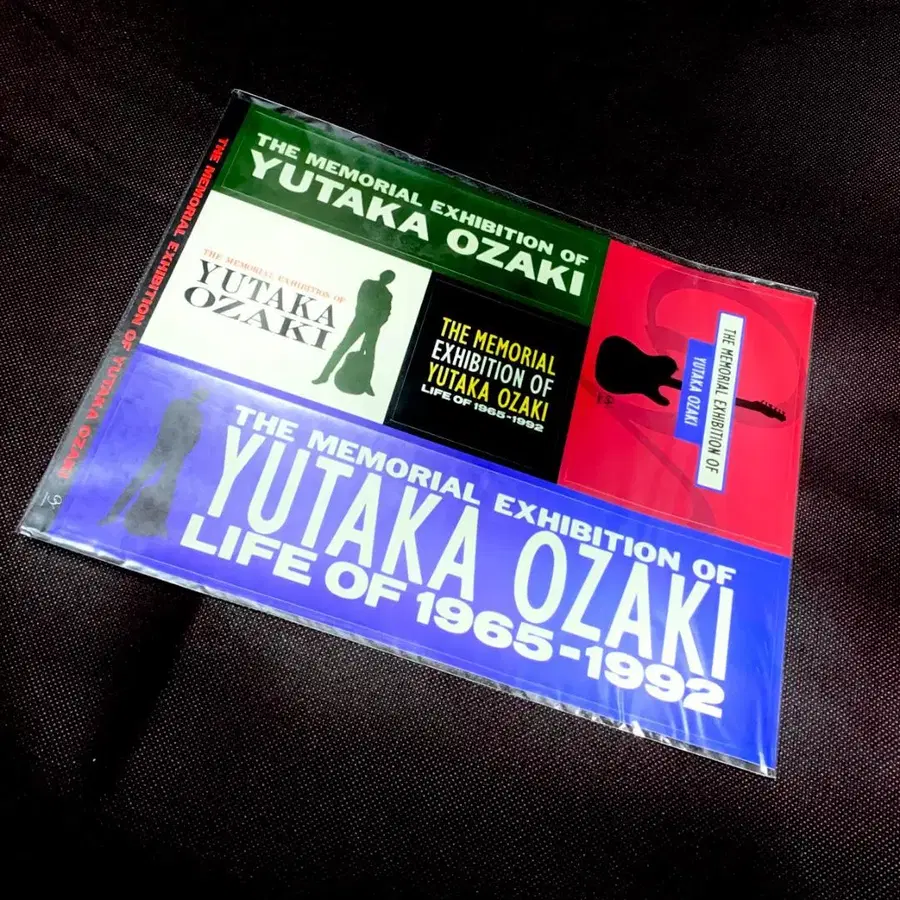 THE MEMORIAL EXHIBITION OF YUTAKA OZAKI
THE MEMORIAL EXHIBITION OF
YUTAKA OZAKI
THE MEMORIAL EXHIBITION OF
YUTAKA
OZAKI
THE MEMORIAL
EXHIBITION OF
YUTAKA OZAKI
LIFE OF 1965-1992
THE MEMORIAL EXHIBITION OF
YUTAKA OZAKI
THE MEMORIAL EXHIBITION OF
YUTAKA OZAKI
LIFE OF 1965-1992